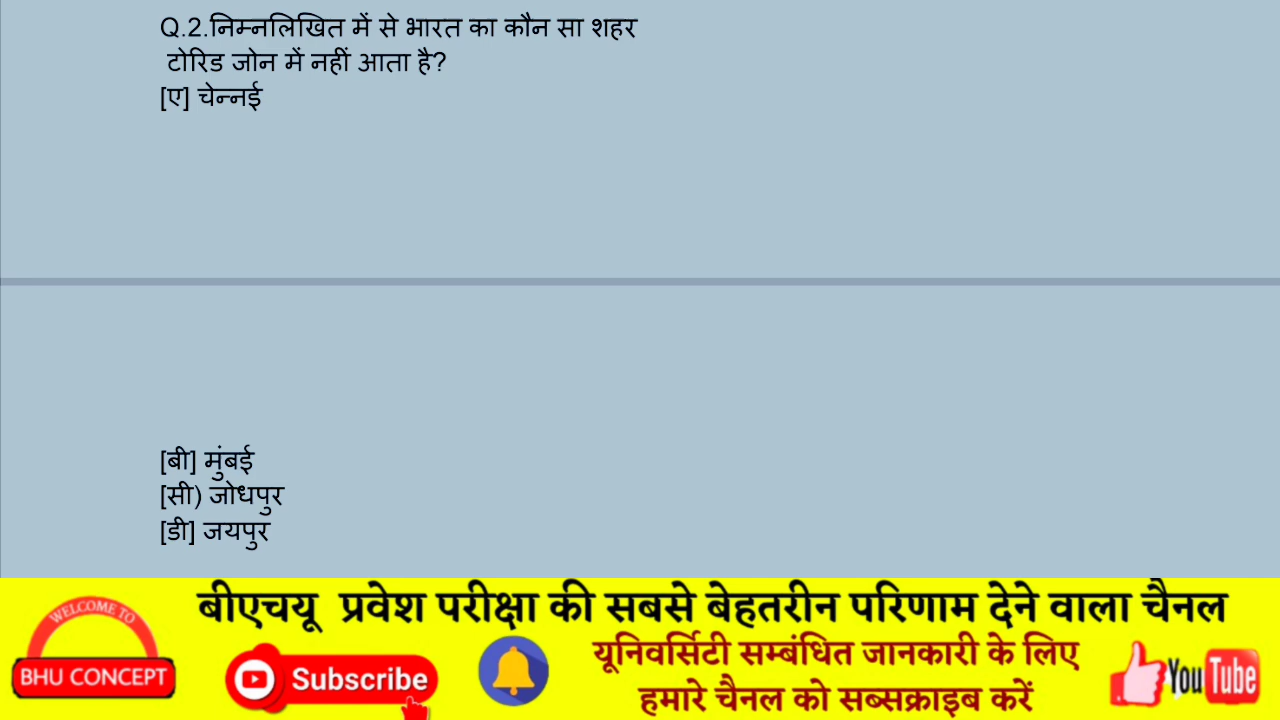 Q.2.निम्नलिखित में से भारत का कौन सा शहर
टोरिड जोन में नहीं आता है?
[ए] चेन्नई
[बी] मुंबई
[सी) जोधपुर
[डी] जयपुर
बीएचयू प्रवेश परीक्षा की सबसे बेहतरीन परिणाम देने वाला चैनल
WELCOME TO
BHU CONCEPT
Subscribe
यूनिवर्सिटी सम्बंधित जानकारी के लिए
हमारे चैनल को सब्सक्राइब करें
YouTube